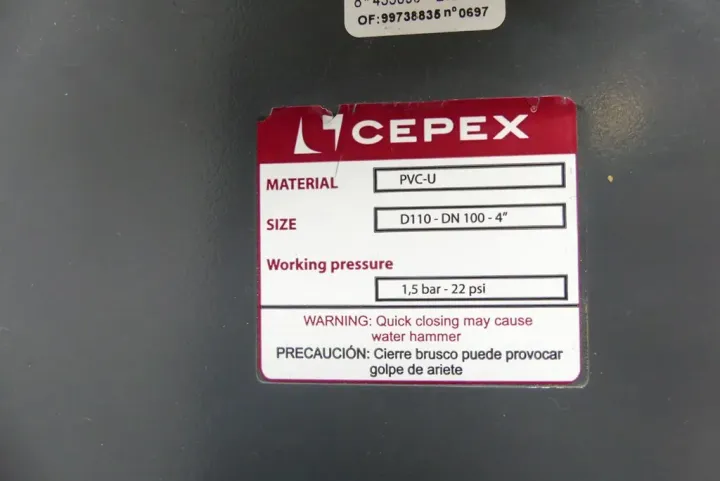 OF:99738835 nº0697
CEPEX
MATERIAL PVC-U
SIZE D110 - DN 100 - 4”
Working pressure
1,5 bar - 22 psi
WARNING: Quick closing may cause
water hammer
PRECAUCIÓN: Cierre brusco puede provocar
golpe de ariete